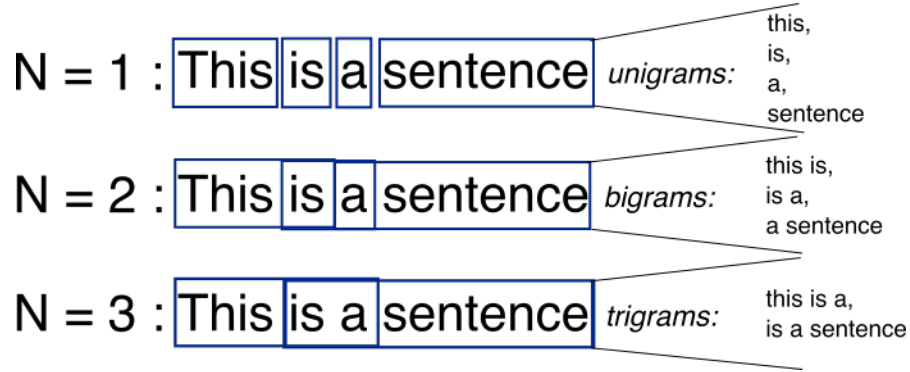 N = 1 : This is a sentence unigrams:
this,
is,
a,
sentence
N = 2 : This is a sentence bigrams:
this is,
is a,
a sentence
N = 3 : This is a sentence trigrams:
this is a,
is a sentence